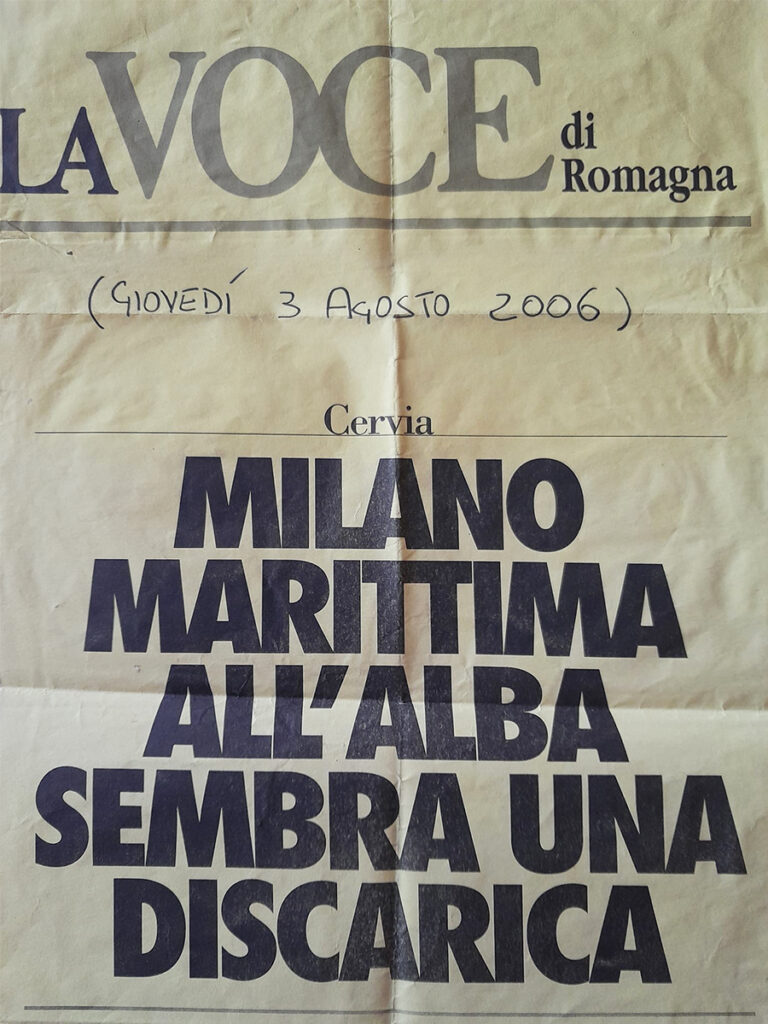 LA VOCE di Romagna
(GIOVEDÍ 3 AGOSTO 2006)
Cervia
MILANO
MARITTIMA
ALL'ALBA
SEMBRA UNA
DISCARICA